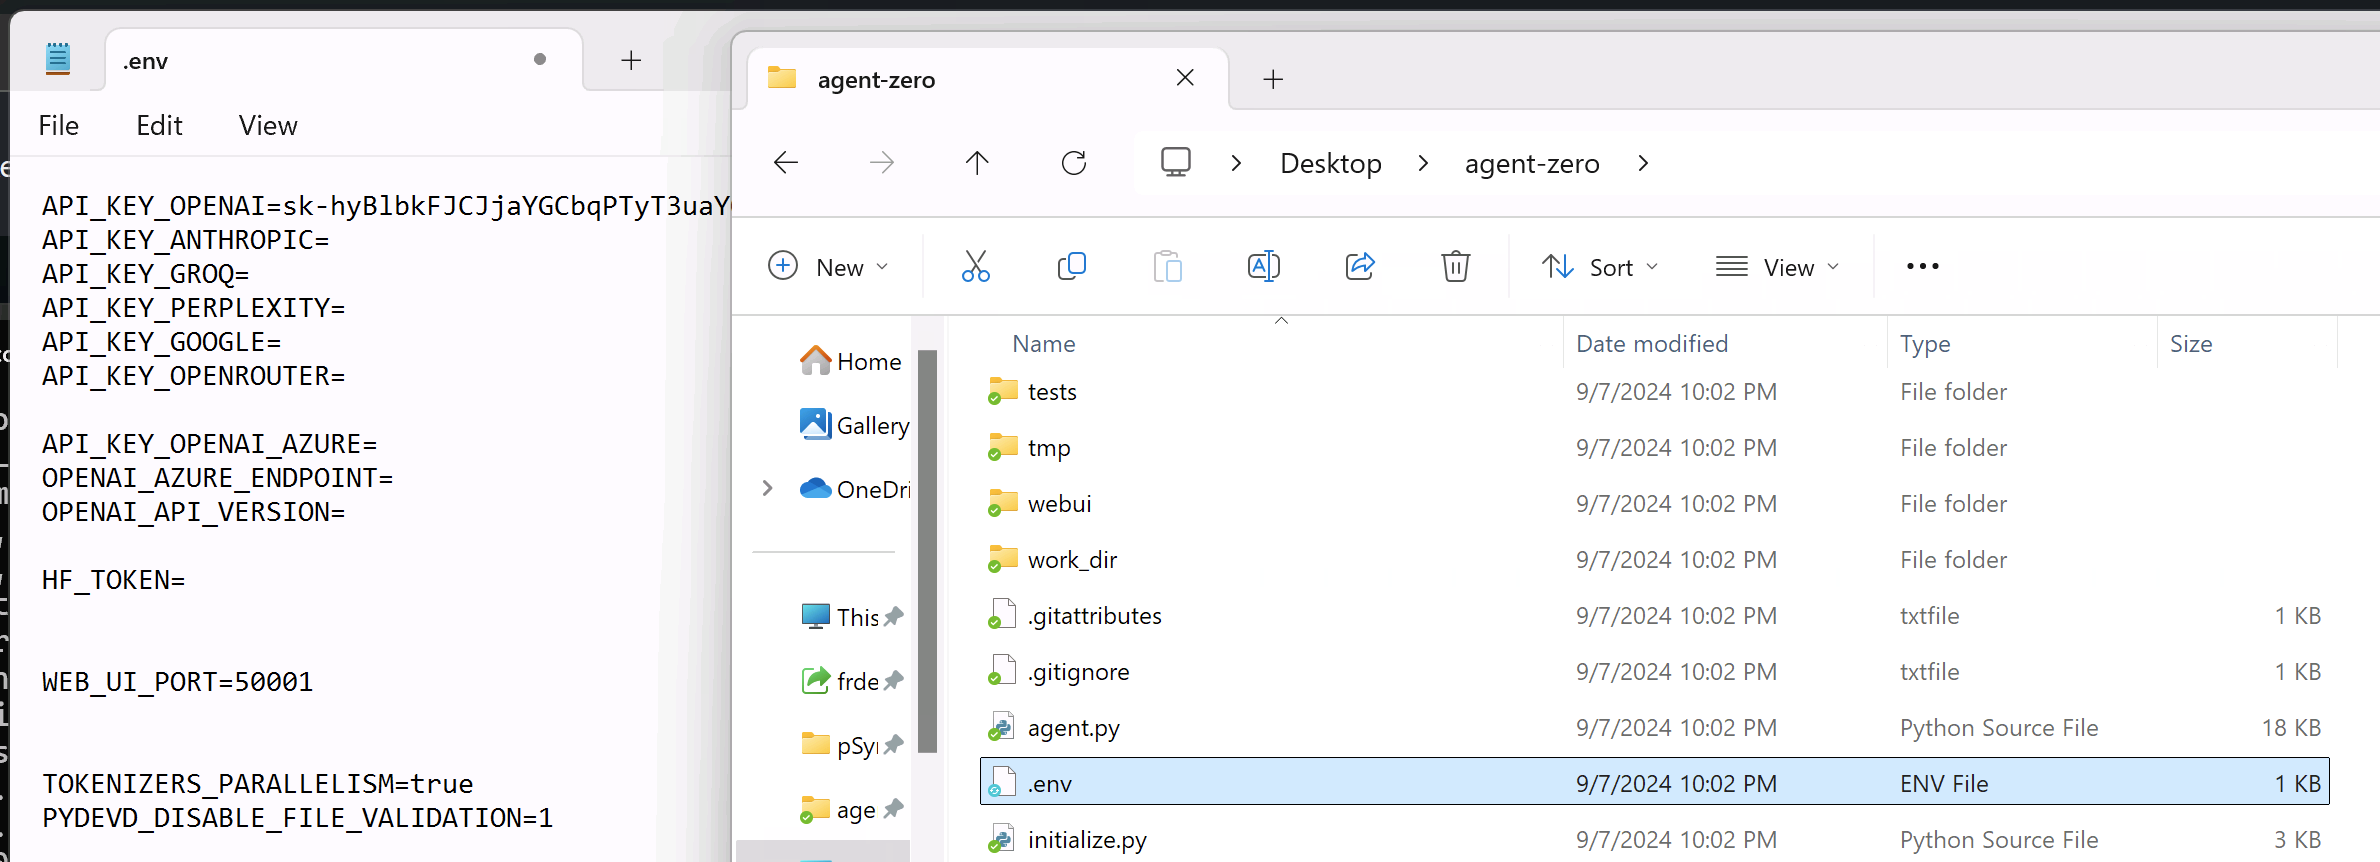 .env
File Edit View
API_KEY_OPENAI=sk-hyBlbkFJCJjaYGCbqPTyT3uaY
API_KEY_ANTHROPIC=
API_KEY_GROQ=
API_KEY_PERPLEXITY=
API_KEY_GOOGLE=
API_KEY_OPENROUTER=
API_KEY_OPENAI_AZURE=
OPENAI_AZURE_ENDPOINT=
OPENAI_API_VERSION=
HF_TOKEN=
WEB_UI_PORT=50001
TOKENIZERS_PARALLELISM=true
PYDEVD_DISABLE_FILE_VALIDATION=1
agent-zero
Desktop > agent-zero >
New Sort View
Home
Gallery
OneDri
This
frde
pSyr
age
Name Date modified Type Size
tests 9/7/2024 10:02 PM File folder
tmp 9/7/2024 10:02 PM File folder
webui 9/7/2024 10:02 PM File folder
work_dir 9/7/2024 10:02 PM File folder
.gitattributes 9/7/2024 10:02 PM txtfile 1 KB
.gitignore 9/7/2024 10:02 PM txtfile 1 KB
agent.py 9/7/2024 10:02 PM Python Source File 18 KB
.env 9/7/2024 10:02 PM ENV File 1 KB
initialize.py 9/7/2024 10:02 PM Python Source File 3 KB